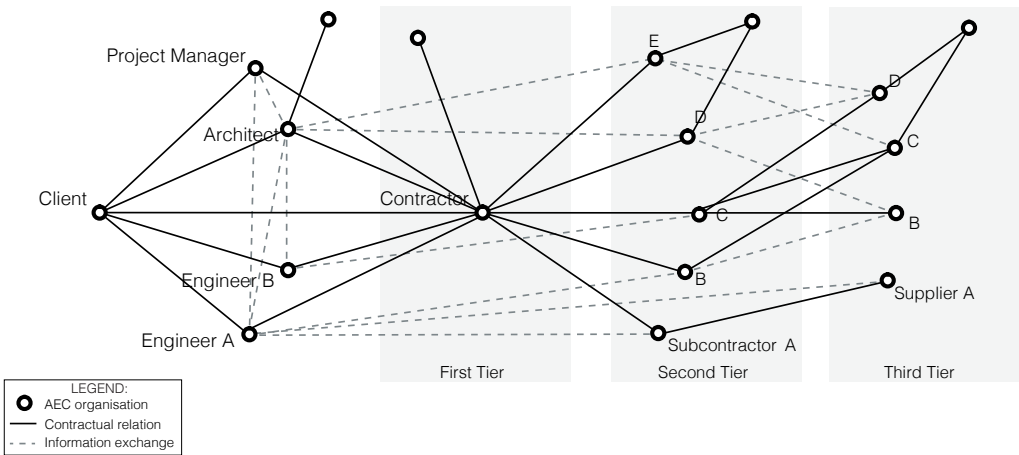 Project Manager
E
D
D
Architect
C
Client
Contractor
C
B
Engineer B
B
Supplier A
Engineer A
Subcontractor A
First Tier
Second Tier
Third Tier
LEGEND:
AEC organisation
Contractual relation
Information exchange